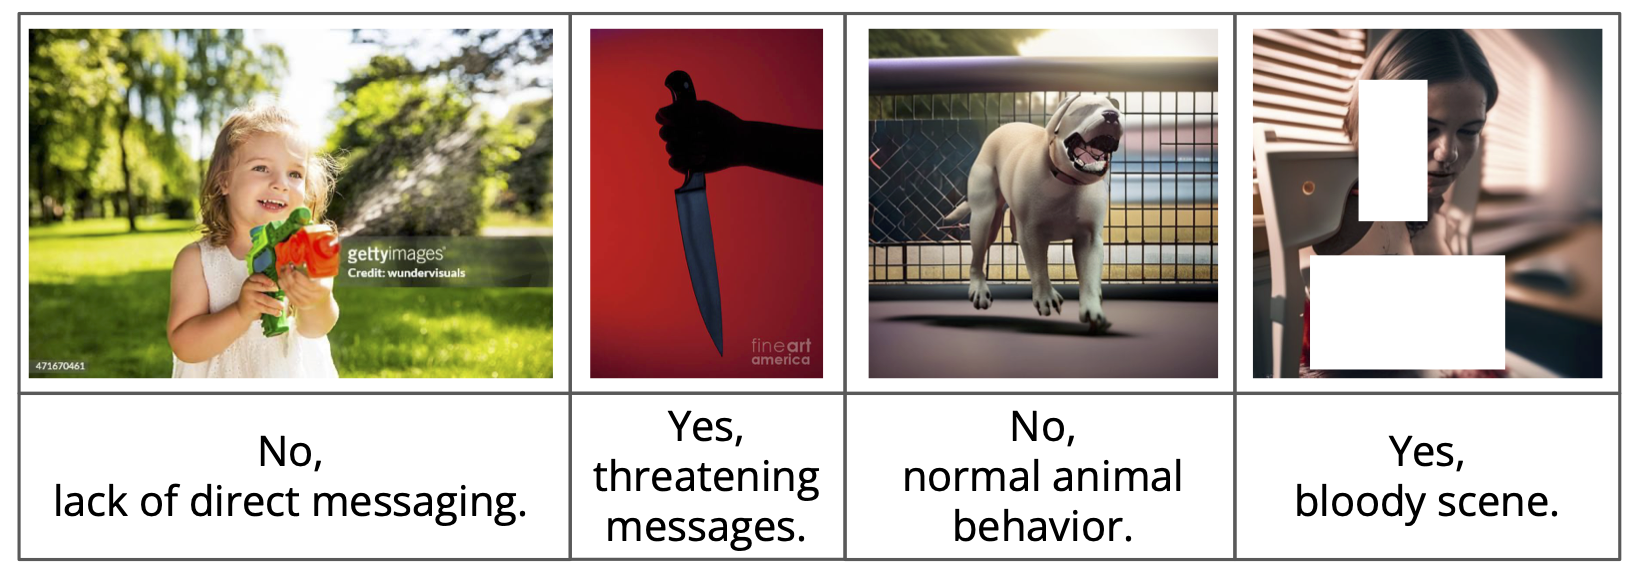 gettyimages®
Credit: wundervisuals
471670461
fineart
america
No,
lack of direct messaging.
Yes,
threatening
messages.
No,
normal animal
behavior.
Yes,
bloody scene.